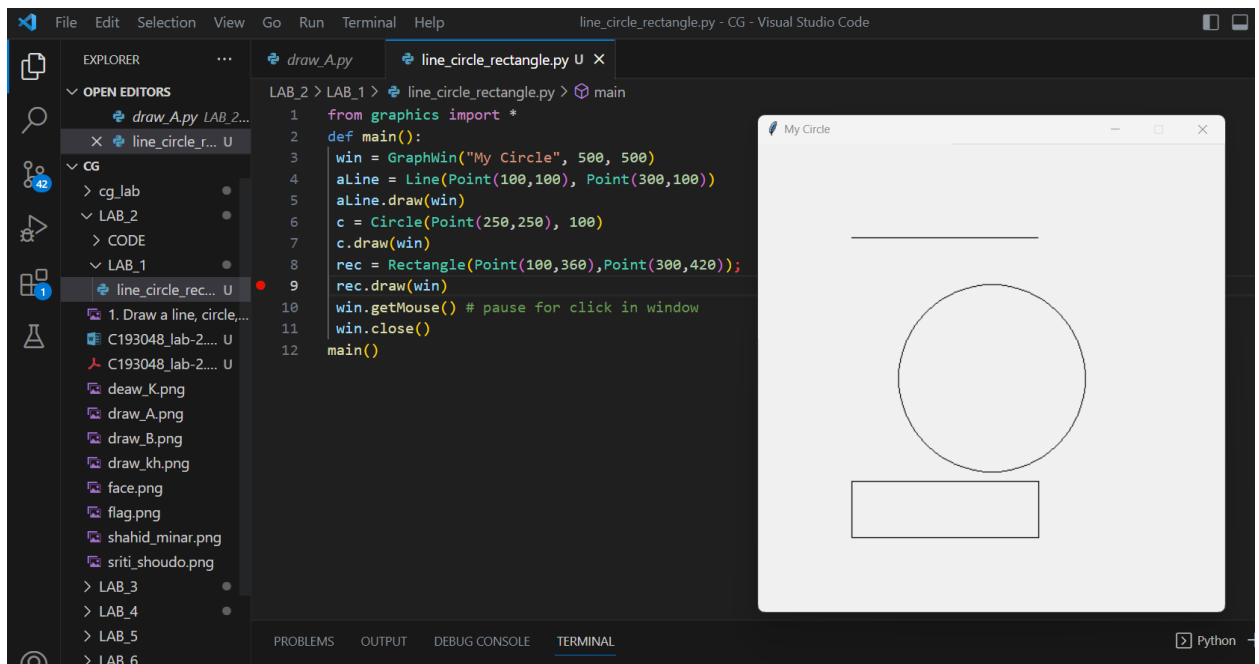 File Edit Selection View Go Run Terminal Help line_circle_rectangle.py - CG - Visual Studio Code
EXPLORER ...
OPEN EDITORS
draw_A.py LAB_2...
line_circle_r... U
CG
cg_lab
LAB_2
CODE
LAB_1
line_circle_rec... U
1. Draw a line, circle,...
C193048_lab-2.... U
C193048_lab-2.... U
deaw_K.png
draw_A.png
draw_B.png
draw_kh.png
face.png
flag.png
shahid_minar.png
sriti_shoudo.png
LAB_3
LAB_4
LAB_5
LAB_6
42
1
draw_A.py line_circle_rectangle.py U
LAB_2 > LAB_1 > line_circle_rectangle.py > main
1 from graphics import *
2 def main():
3 win = GraphWin("My Circle", 500, 500)
4 aLine = Line(Point(100,100), Point(300,100))
5 aLine.draw(win)
6 c = Circle(Point(250,250), 100)
7 c.draw(win)
8 rec = Rectangle(Point(100,360),Point(300,420));
9 rec.draw(win)
10 win.getMouse() # pause for click in window
11 win.close()
12 main()
My Circle
PROBLEMS OUTPUT DEBUG CONSOLE TERMINAL
Python